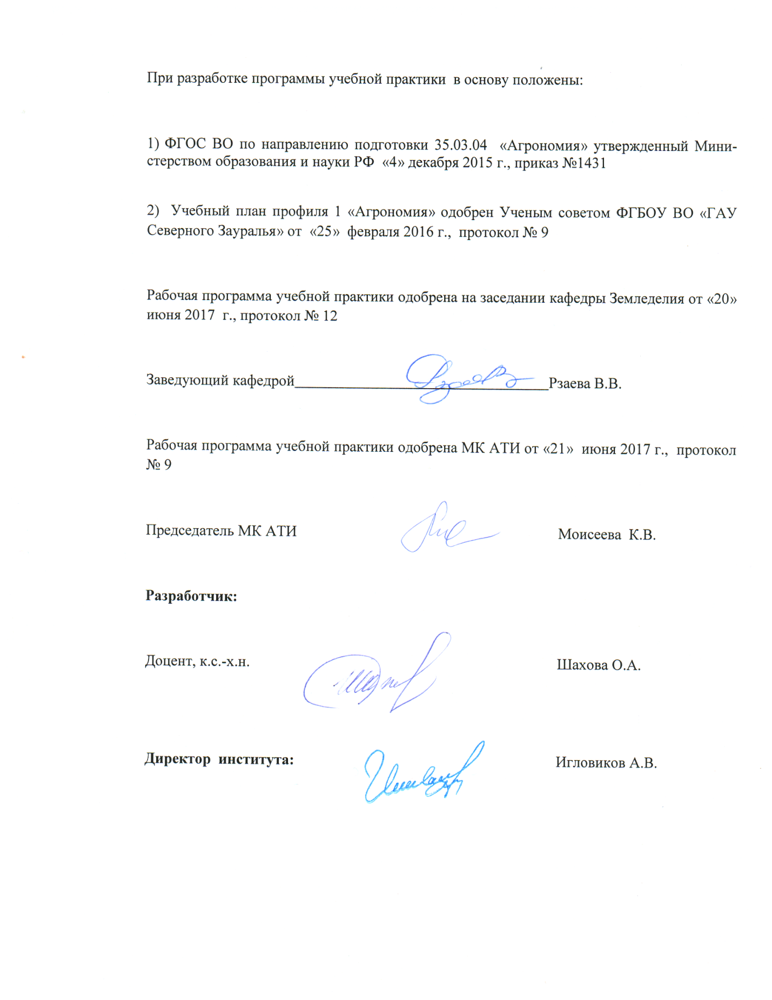 При разработке программы учебной практики в основу положены:
1) ФГОС ВО по направлению подготовки 35.03.04 «Агрономия» утвержденный Мини-
стерством образования и науки РФ «4» декабря 2015 г., приказ №1431
2) Учебный план профиля 1 «Агрономия» одобрен Ученым советом ФГБОУ ВО «ГАУ
Северного Зауралья» от «25» февраля 2016 г., протокол № 9
Рабочая программа учебной практики одобрена на заседании кафедры Земледелия от «20»
июня 2017 г., протокол № 12
Заведующий кафедрой__________________________________Рзаева В.В.
Рабочая программа учебной практики одобрена МК АТИ от «21» июня 2017 г., протокол
№ 9
Председатель МК АТИ Моисеева К.В.
Разработчик:
Доцент, к.с.-х.н. Шахова О.А.
Директор института: Игловиков А.В.